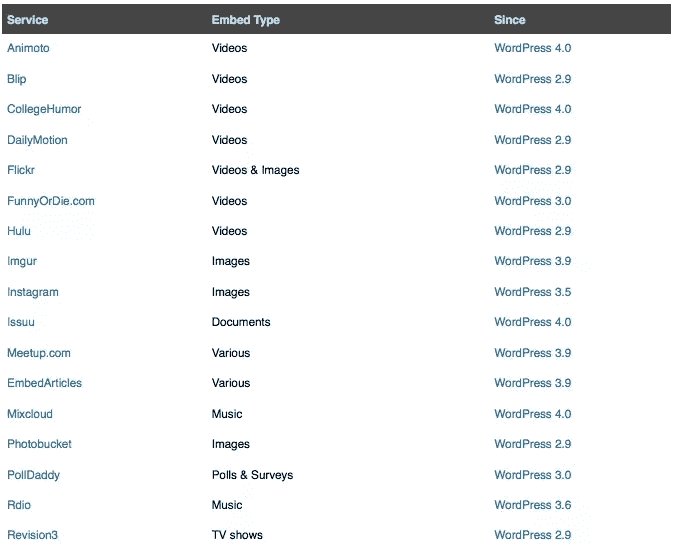 Service Embed Type Since
Animoto Videos WordPress 4.0
Blip Videos WordPress 2.9
CollegeHumor Videos WordPress 4.0
DailyMotion Videos WordPress 2.9
Flickr Videos & Images WordPress 2.9
FunnyOrDie.com Videos WordPress 3.0
Hulu Videos WordPress 2.9
Imgur Images WordPress 3.9
Instagram Images WordPress 3.5
Issuu Documents WordPress 4.0
Meetup.com Various WordPress 3.9
EmbedArticles Various WordPress 3.9
Mixcloud Music WordPress 4.0
Photobucket Images WordPress 2.9
PollDaddy Polls & Surveys WordPress 3.0
Rdio Music WordPress 3.6
Revision3 TV shows WordPress 2.9